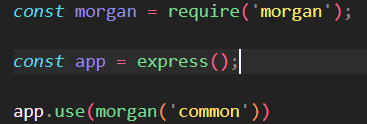 const morgan = require('morgan');
const app = express();
app.use(morgan('common'))